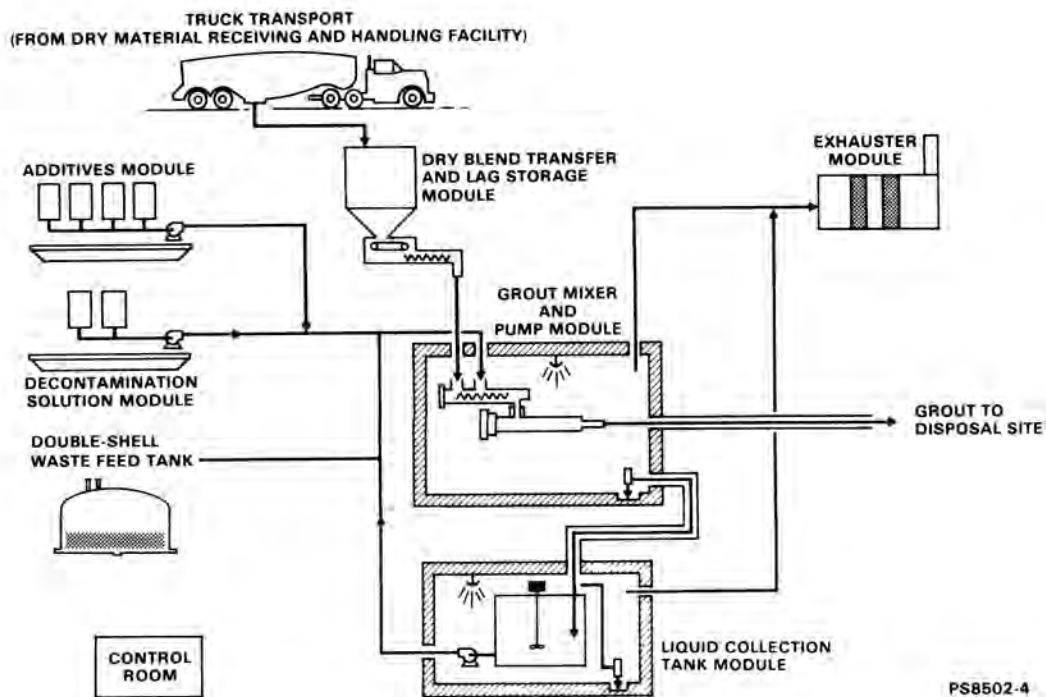 TRUCK TRANSPORT
(FROM DRY MATERIAL RECEIVING AND HANDLING FACILITY)
EXHAUSTER
MODULE
ADDITIVES MODULE
DRY BLEND TRANSFER
AND LAG STORAGE
MODULE
GROUT MIXER
AND
PUMP MODULE
DECONTAMINATION
SOLUTION MODULE
GROUT TO
DISPOSAL SITE
DOUBLE-SHELL
WASTE FEED TANK
CONTROL
ROOM
LIQUID COLLECTION
TANK MODULE
PS8502-4